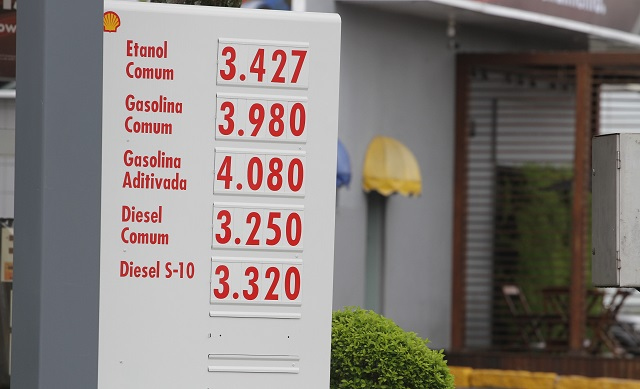 Etanol
Comum
3.427
Gasolina
Comum
3.980
Gasolina
Aditivada
4.080
Diesel
Comum
3.250
Diesel S-10
3.320